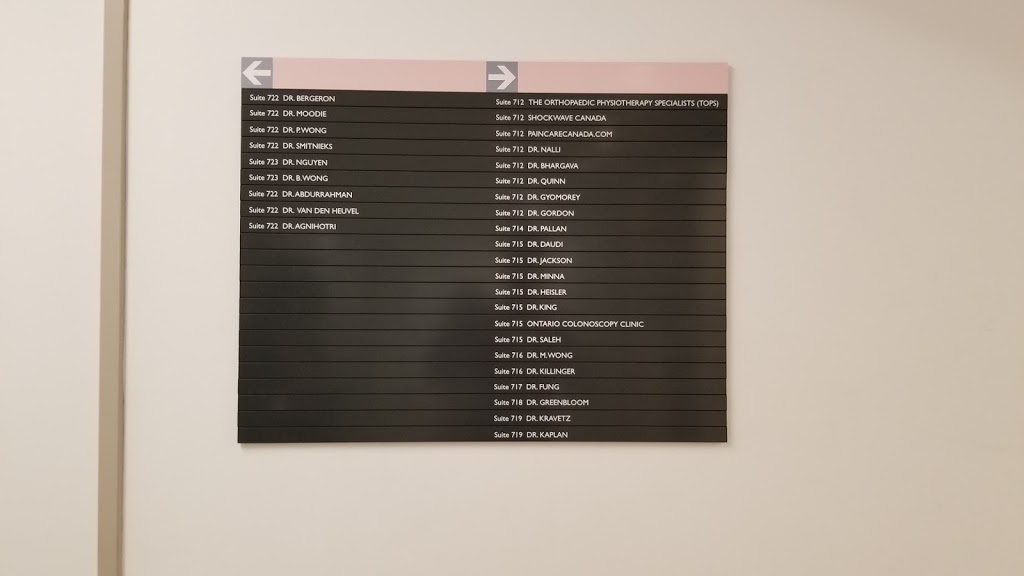 Suite 722 DR. BERGERON
Suite 722 DR. MOODIE
Suite 722 DR. P. WONG
Suite 722 DR. SMITNIEKS
Suite 723 DR. NGUYEN
Suite 723 DR. B. WONG
Suite 722 DR. ABDURRAHMAN
Suite 722 DR. VAN DEN HEUVEL
Suite 722 DR. AGNIHOTRI
Suite 712 THE ORTHOPAEDIC PHYSIOTHERAPY SPECIALISTS (TOPS)
Suite 712 SHOCKWAVE CANADA
Suite 712 PAINCARECANADA.COM
Suite 712 DR. NALLI
Suite 712 DR. BHARGAVA
Suite 712 DR. QUINN
Suite 712 DR. GYOMOREY
Suite 712 DR. GORDON
Suite 714 DR. PALLAN
Suite 715 DR. DAUDI
Suite 715 DR. JACKSON
Suite 715 DR. MINNA
Suite 715 DR. HEISLER
Suite 715 DR. KING
Suite 715 ONTARIO COLONOSCOPY CLINIC
Suite 715 DR. SALEH
Suite 716 DR. M. WONG
Suite 716 DR. KILLINGER
Suite 717 DR. FUNG
Suite 718 DR. GREENBLOOM
Suite 719 DR. KRAVETZ
Suite 719 DR. KAPLAN